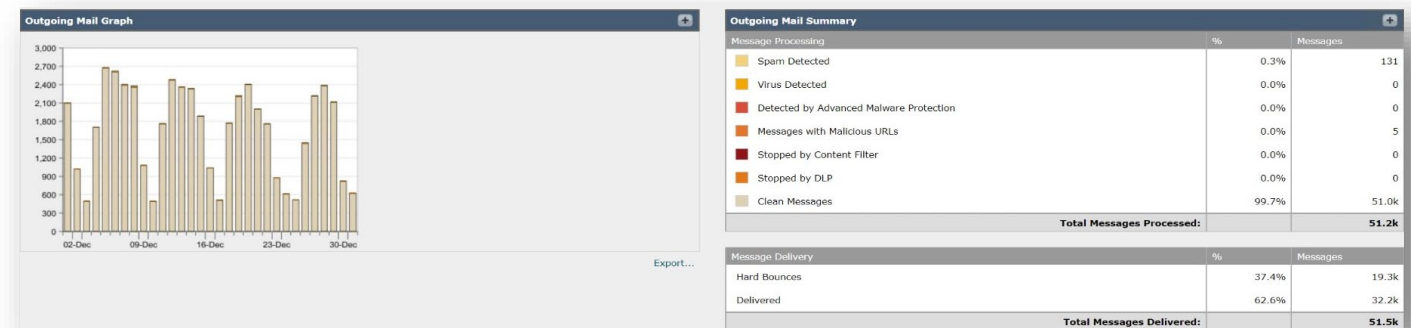 Outgoing Mail Graph
3,000
2,700
2,400
2,100
1,800
1,500
1,200
900
600
300
0
02-Dec 09-Dec 16-Dec 23-Dec 30-Dec
Export...
Outgoing Mail Summary
Message Processing % Messages
Spam Detected 0.3% 131
Virus Detected 0.0% 0
Detected by Advanced Malware Protection 0.0% 0
Messages with Malicious URLs 0.0% 5
Stopped by Content Filter 0.0% 0
Stopped by DLP 0.0% 0
Clean Messages 99.7% 51.0k
Total Messages Processed: 51.2k
Message Delivery % Messages
Hard Bounces 37.4% 19.3k
Delivered 62.6% 32.2k
Total Messages Delivered: 51.5k